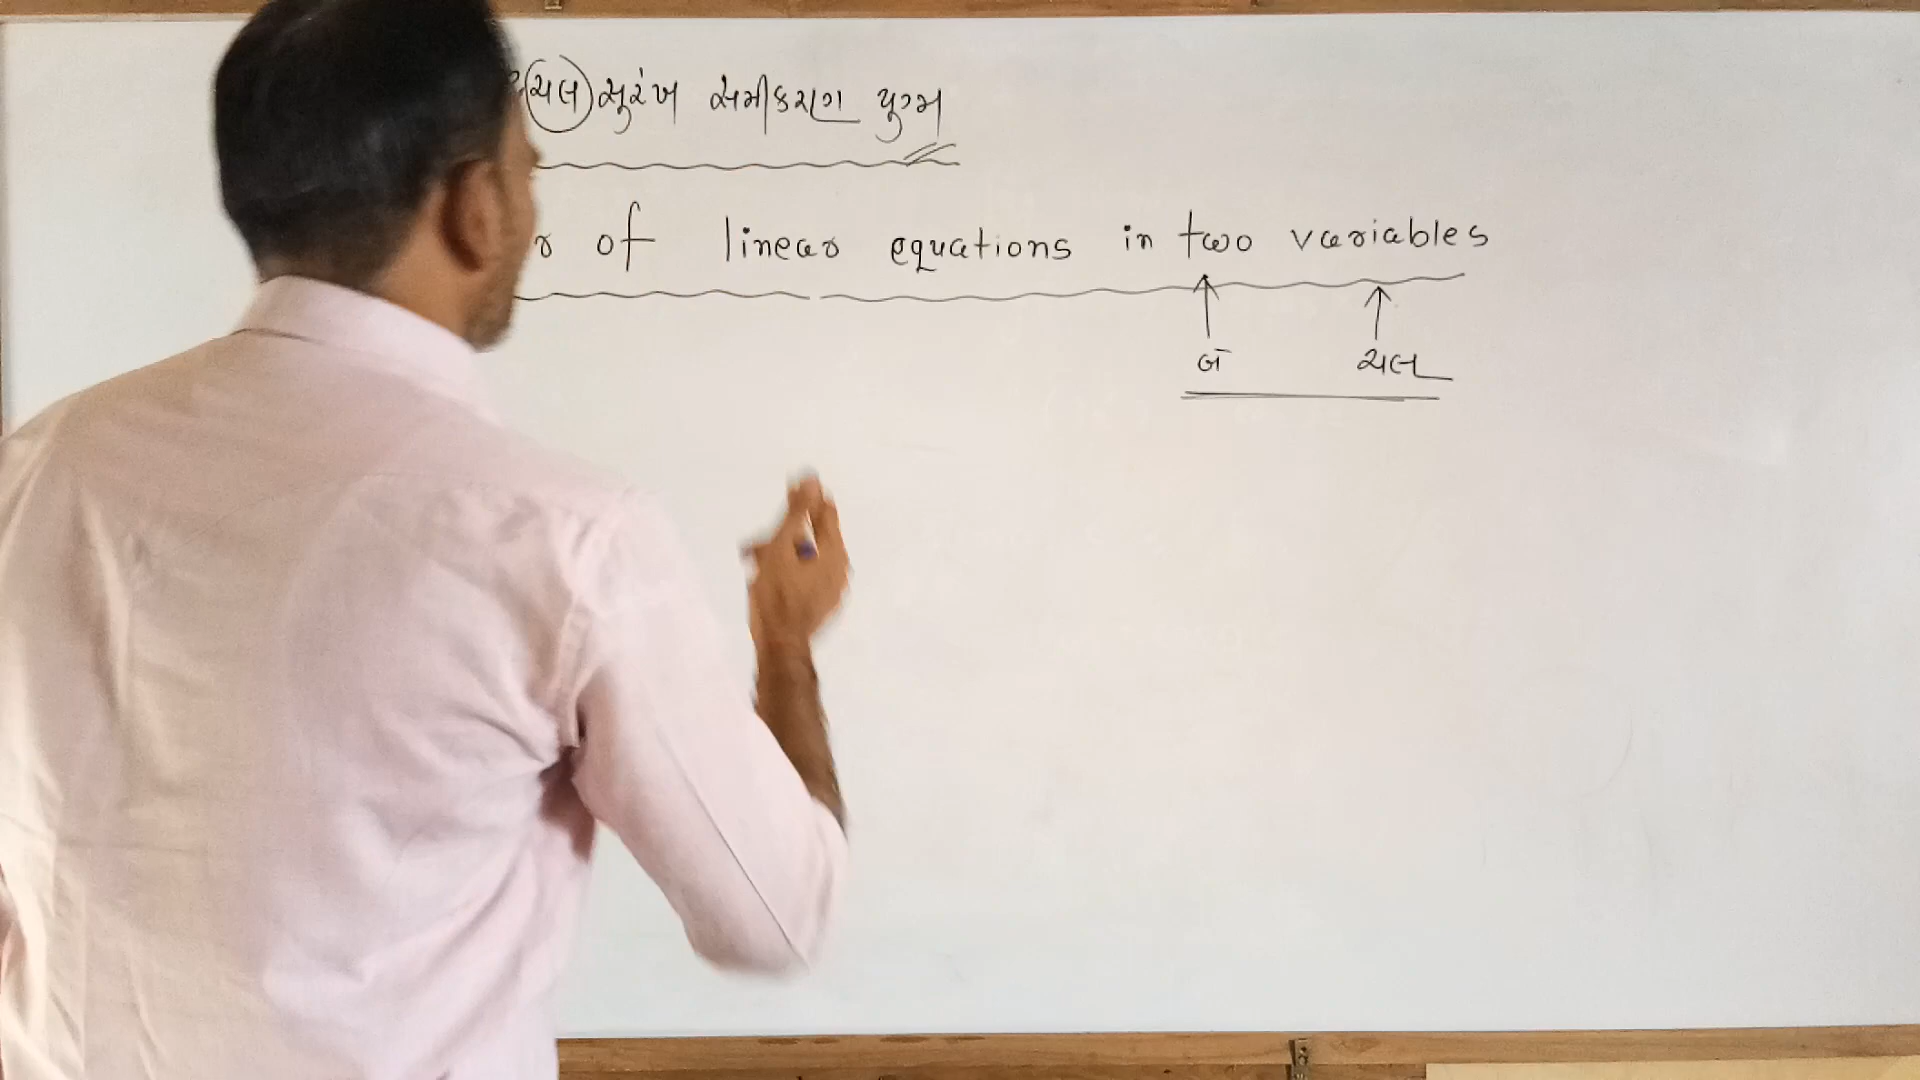 ચલ સુરેખ સમીકરણ યુગ્મ
of linear equations in two variables
બે ચલ